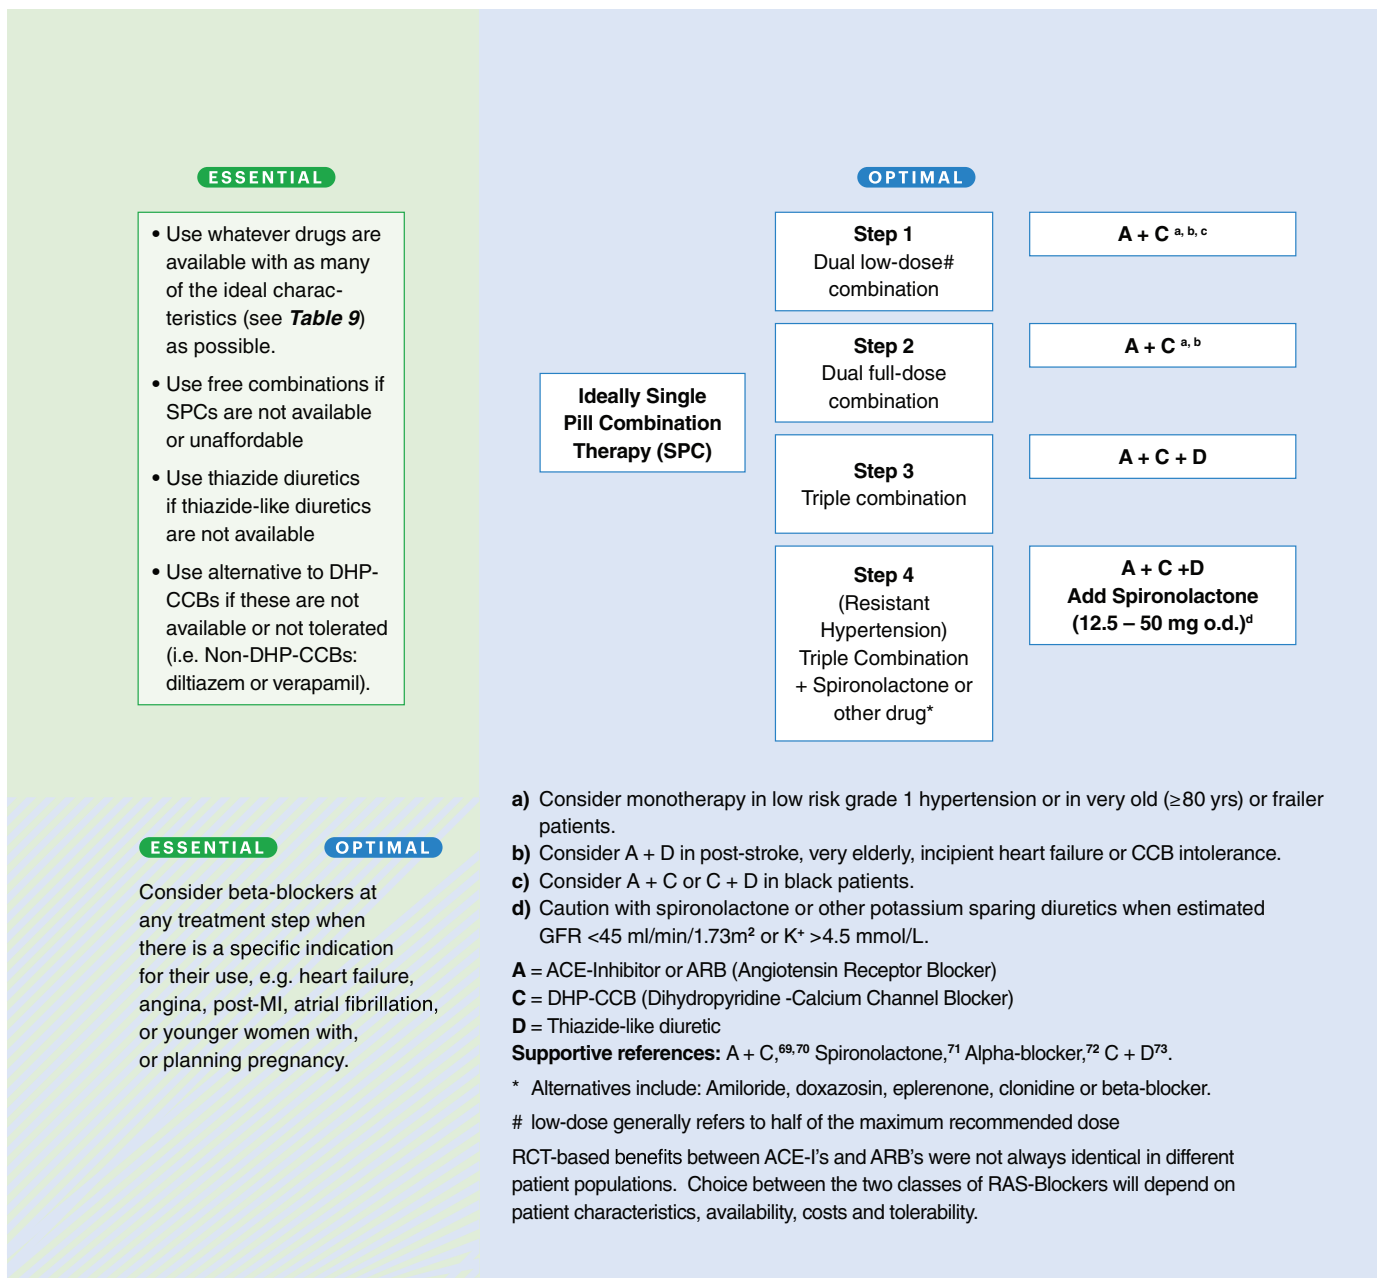 ESSENTIAL
• Use whatever drugs are
available with as many
of the ideal charac-
teristics (see Table 9)
as possible.
• Use free combinations if
SPCs are not available
or unaffordable
• Use thiazide diuretics
if thiazide-like diuretics
are not available
• Use alternative to DHP-
CCBs if these are not
available or not tolerated
(i.e. Non-DHP-CCBs:
diltiazem or verapamil).
OPTIMAL
Ideally Single
Pill Combination
Therapy (SPC)
Step 1
Dual low-dose#
combination
A + C a, b, c
Step 2
Dual full-dose
combination
A + C a, b
Step 3
Triple combination
A + C + D
Step 4
(Resistant
Hypertension)
Triple Combination
+ Spironolactone or
other drug*
A + C +D
Add Spironolactone
(12.5 – 50 mg o.d.)d
ESSENTIAL OPTIMAL
Consider beta-blockers at
any treatment step when
there is a specific indication
for their use, e.g. heart failure,
angina, post-MI, atrial fibrillation,
or younger women with,
or planning pregnancy.
a) Consider monotherapy in low risk grade 1 hypertension or in very old (≥80 yrs) or frailer
patients.
b) Consider A + D in post-stroke, very elderly, incipient heart failure or CCB intolerance.
c) Consider A + C or C + D in black patients.
d) Caution with spironolactone or other potassium sparing diuretics when estimated
GFR <45 ml/min/1.73m² or K⁺ >4.5 mmol/L.
A = ACE-Inhibitor or ARB (Angiotensin Receptor Blocker)
C = DHP-CCB (Dihydropyridine -Calcium Channel Blocker)
D = Thiazide-like diuretic
Supportive references: A + C,69,70 Spironolactone,71 Alpha-blocker,72 C + D73.
* Alternatives include: Amiloride, doxazosin, eplerenone, clonidine or beta-blocker.
# low-dose generally refers to half of the maximum recommended dose
RCT-based benefits between ACE-I’s and ARB’s were not always identical in different
patient populations. Choice between the two classes of RAS-Blockers will depend on
patient characteristics, availability, costs and tolerability.